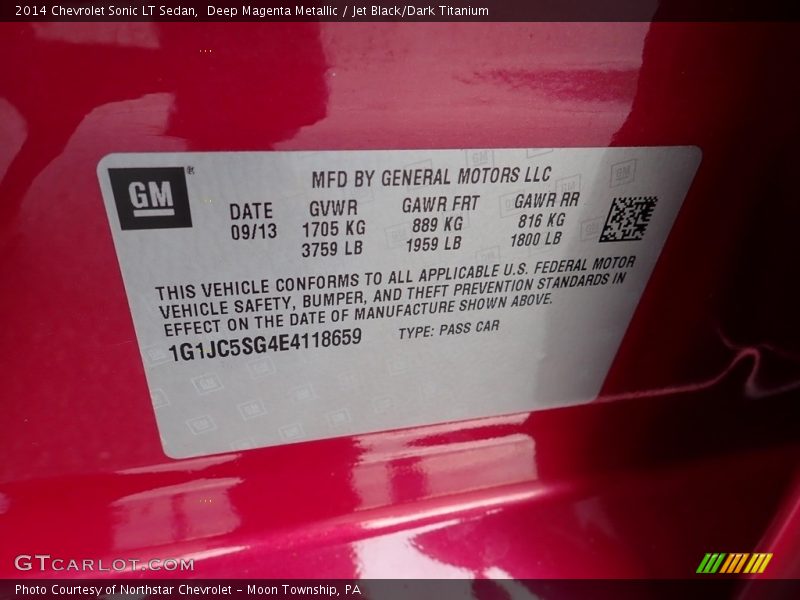 2014 Chevrolet Sonic LT Sedan,  Deep Magenta Metallic / Jet Black/Dark Titanium
GM ®
MFD BY GENERAL MOTORS LLC
DATE GVWR GAWR FRT GAWR RR
09/13 1705 KG 889 KG 816 KG
3759 LB 1959 LB 1800 LB
THIS VEHICLE CONFORMS TO ALL APPLICABLE U.S. FEDERAL MOTOR
VEHICLE SAFETY, BUMPER, AND THEFT PREVENTION STANDARDS IN
EFFECT ON THE DATE OF MANUFACTURE SHOWN ABOVE.
1G1JC5SG4E4118659 TYPE: PASS CAR
GTCARLOT.COM
Photo Courtesy of Northstar Chevrolet - Moon Township, PA